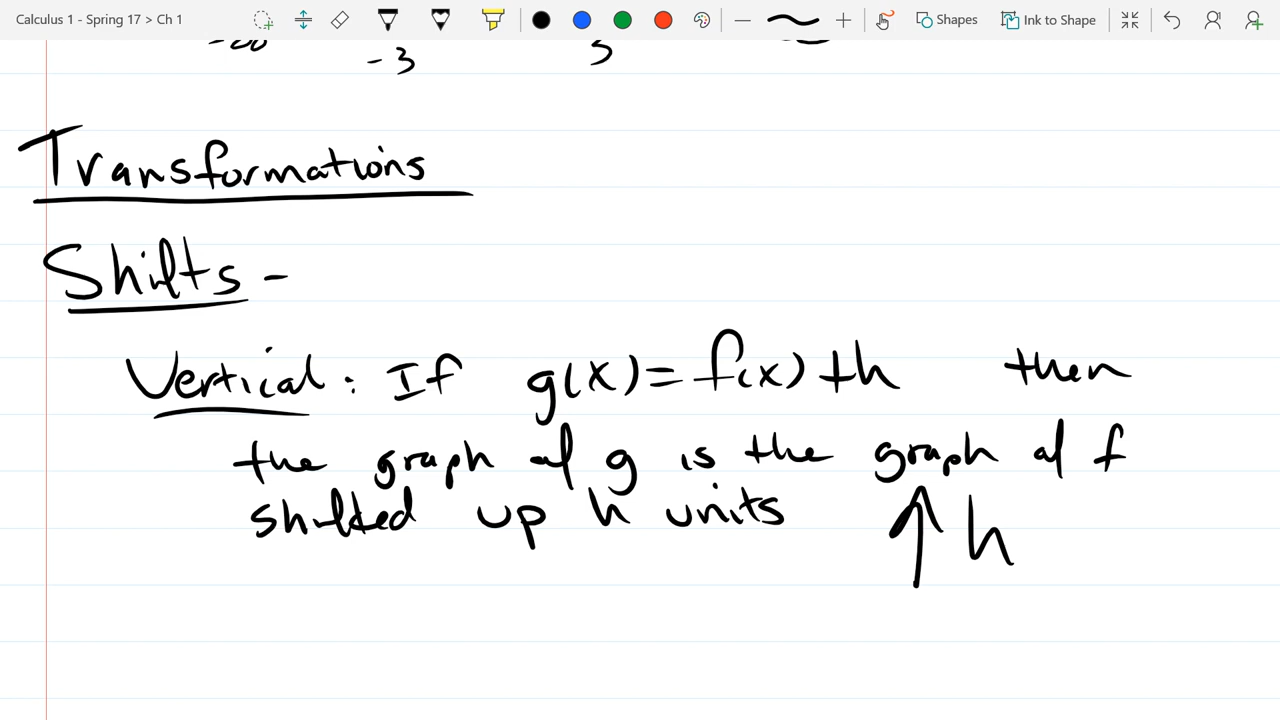 Calculus 1 - Spring 17 > Ch 1
Shapes
Ink to Shape
-3
Transformations
Shifts -
Vertical: If g(x) = f(x) + h then
the graph of g is the graph of f
shifted up h units ↑ h